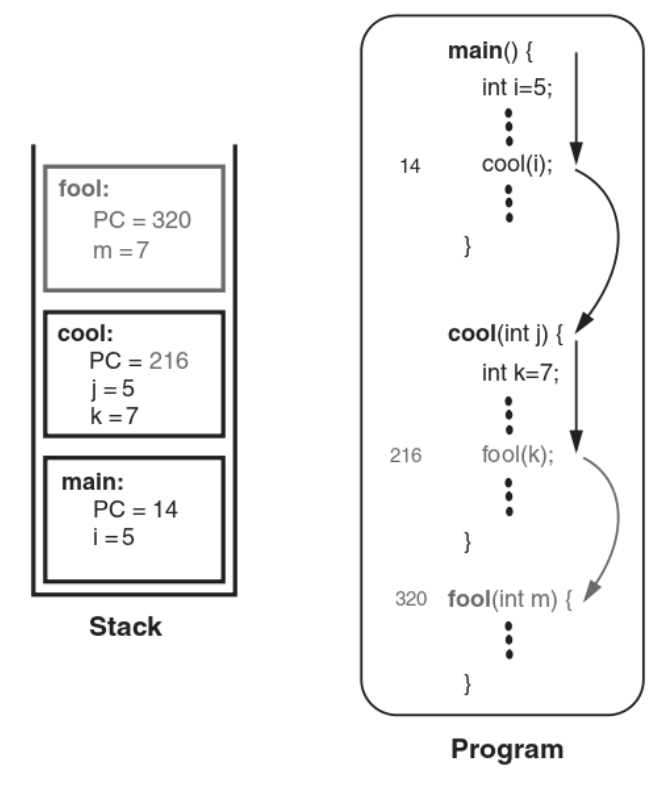 fool:
PC = 320
m = 7
cool:
PC = 216
j = 5
k = 7
main:
PC = 14
i = 5
Stack
main() {
int i=5;
14 cool(i);
}
cool(int j) {
int k=7;
216 fool(k);
}
320 fool(int m) {
}
Program